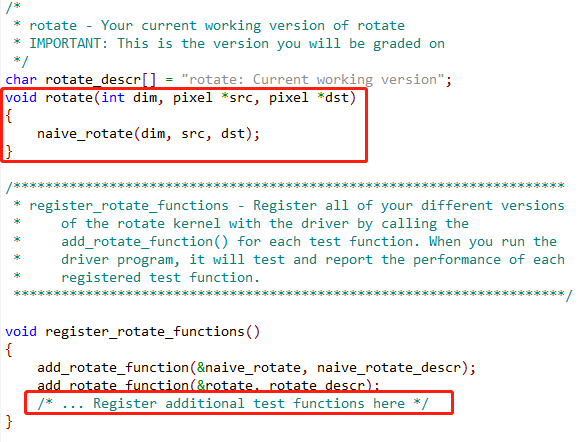 /*
 * rotate - Your current working version of rotate
 * IMPORTANT: This is the version you will be graded on
 */
char rotate_descr[] = "rotate: Current working version";
void rotate(int dim, pixel *src, pixel *dst)
{
    naive_rotate(dim, src, dst);
}
/*********************************************************************
 * register_rotate_functions - Register all of your different versions
 *     of the rotate kernel with the driver by calling the
 *     add_rotate_function() for each test function. When you run the
 *     driver program, it will test and report the performance of each
 *     registered test function.
 *********************************************************************/
void register_rotate_functions()
{
    add_rotate_function(&naive_rotate, naive_rotate_descr);
    add_rotate_function(&rotate, rotate_descr);
    /* ... Register additional test functions here */
}